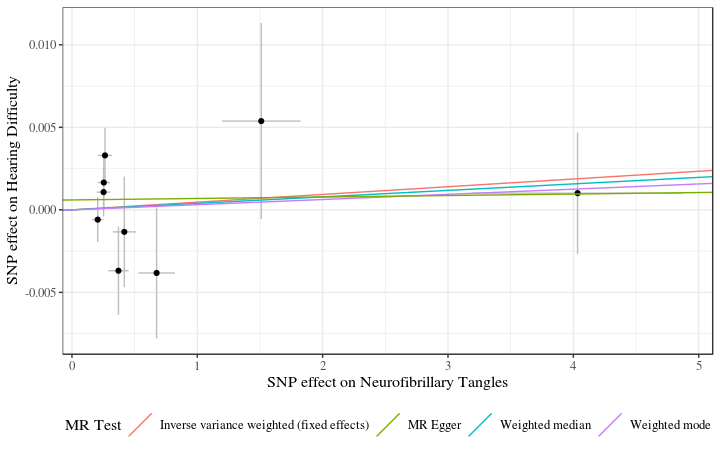 SNP effect on Hearing Difficulty
0.010
0.005
0.000
-0.005
0 1 2 3 4 5
SNP effect on Neurofibrillary Tangles
MR Test Inverse variance weighted (fixed effects) MR Egger Weighted median Weighted mode